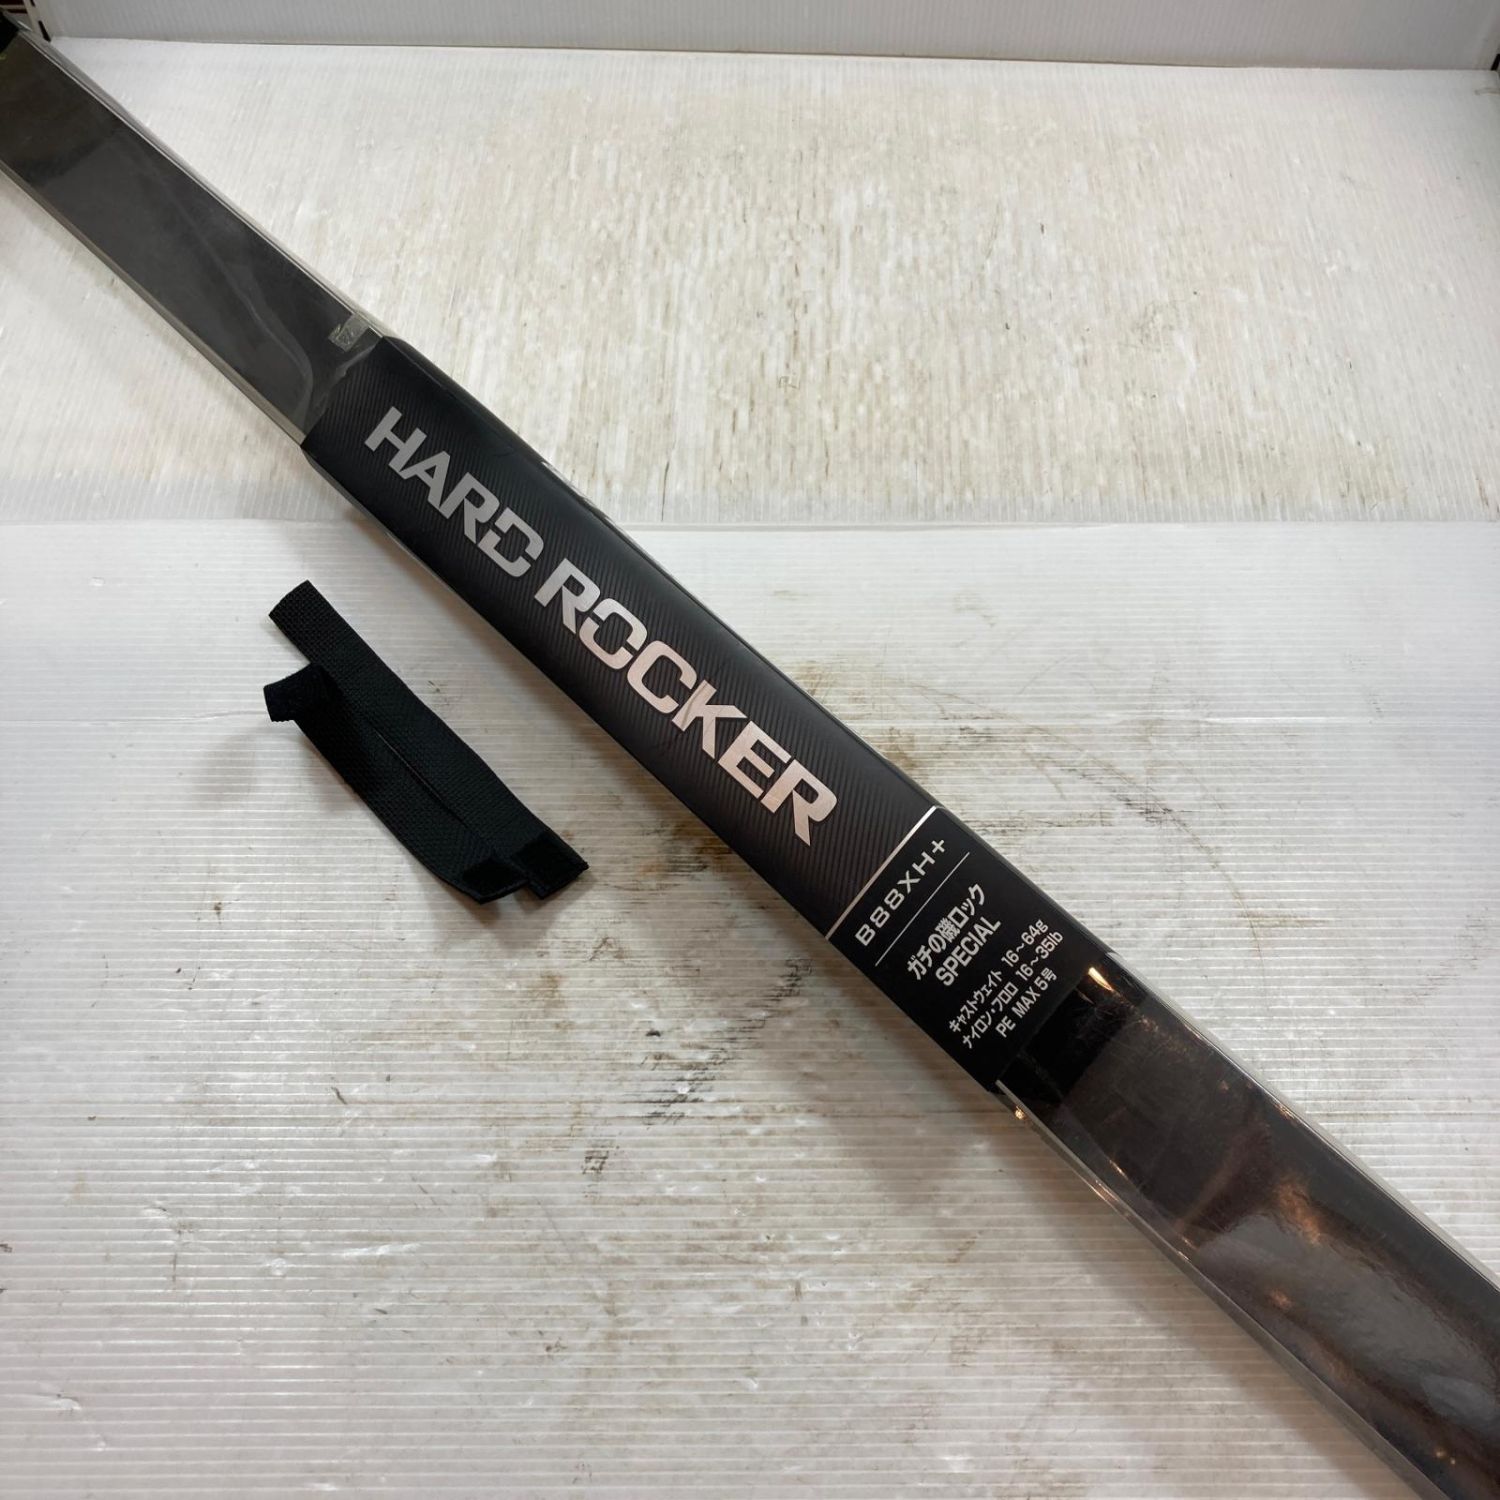 HARD ROCKER
B88XH+
ガチの磯ロック
SPECIAL
キャストウェイト 16~64g
ナイロン・フロロ 16~35lb
PE MAX 5号